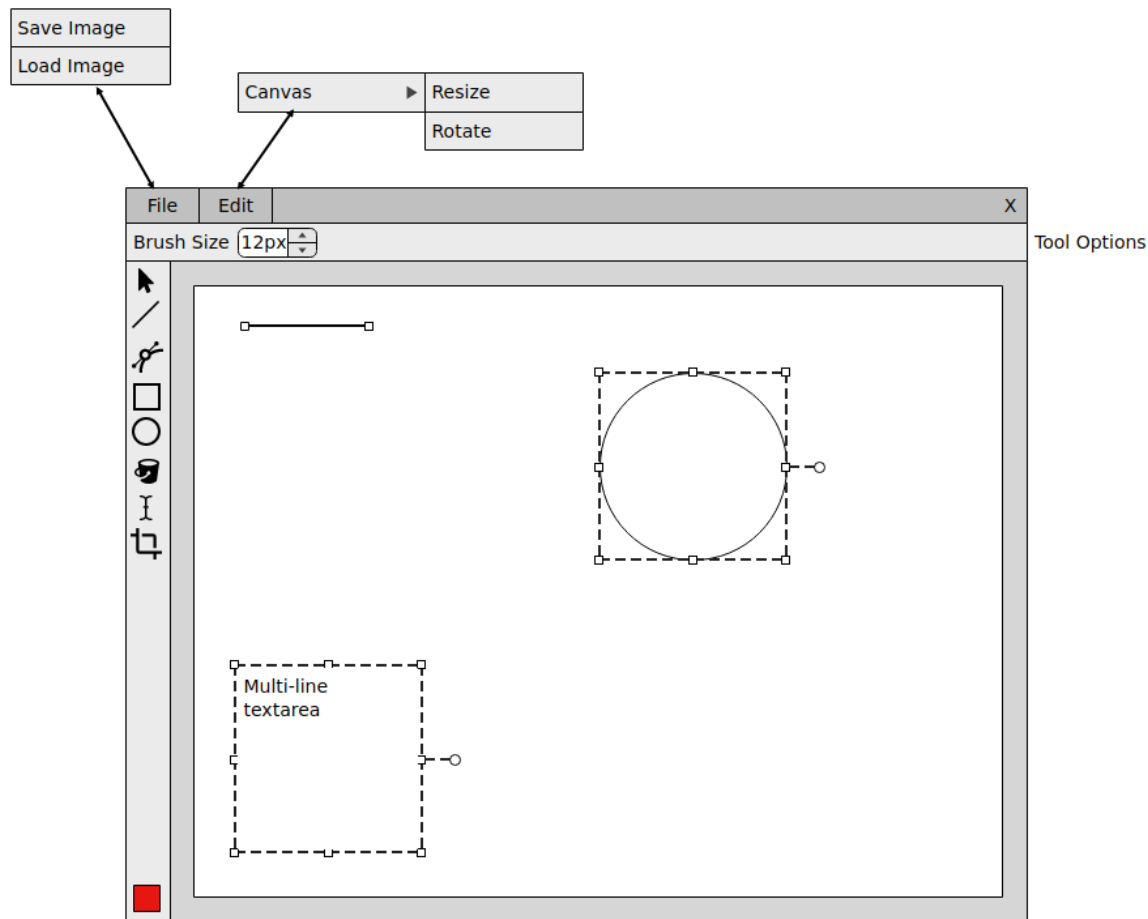 Save Image
Load Image
Canvas
Resize
Rotate
File
Edit
X
Brush Size 12px
Tool Options
Multi-line
textarea